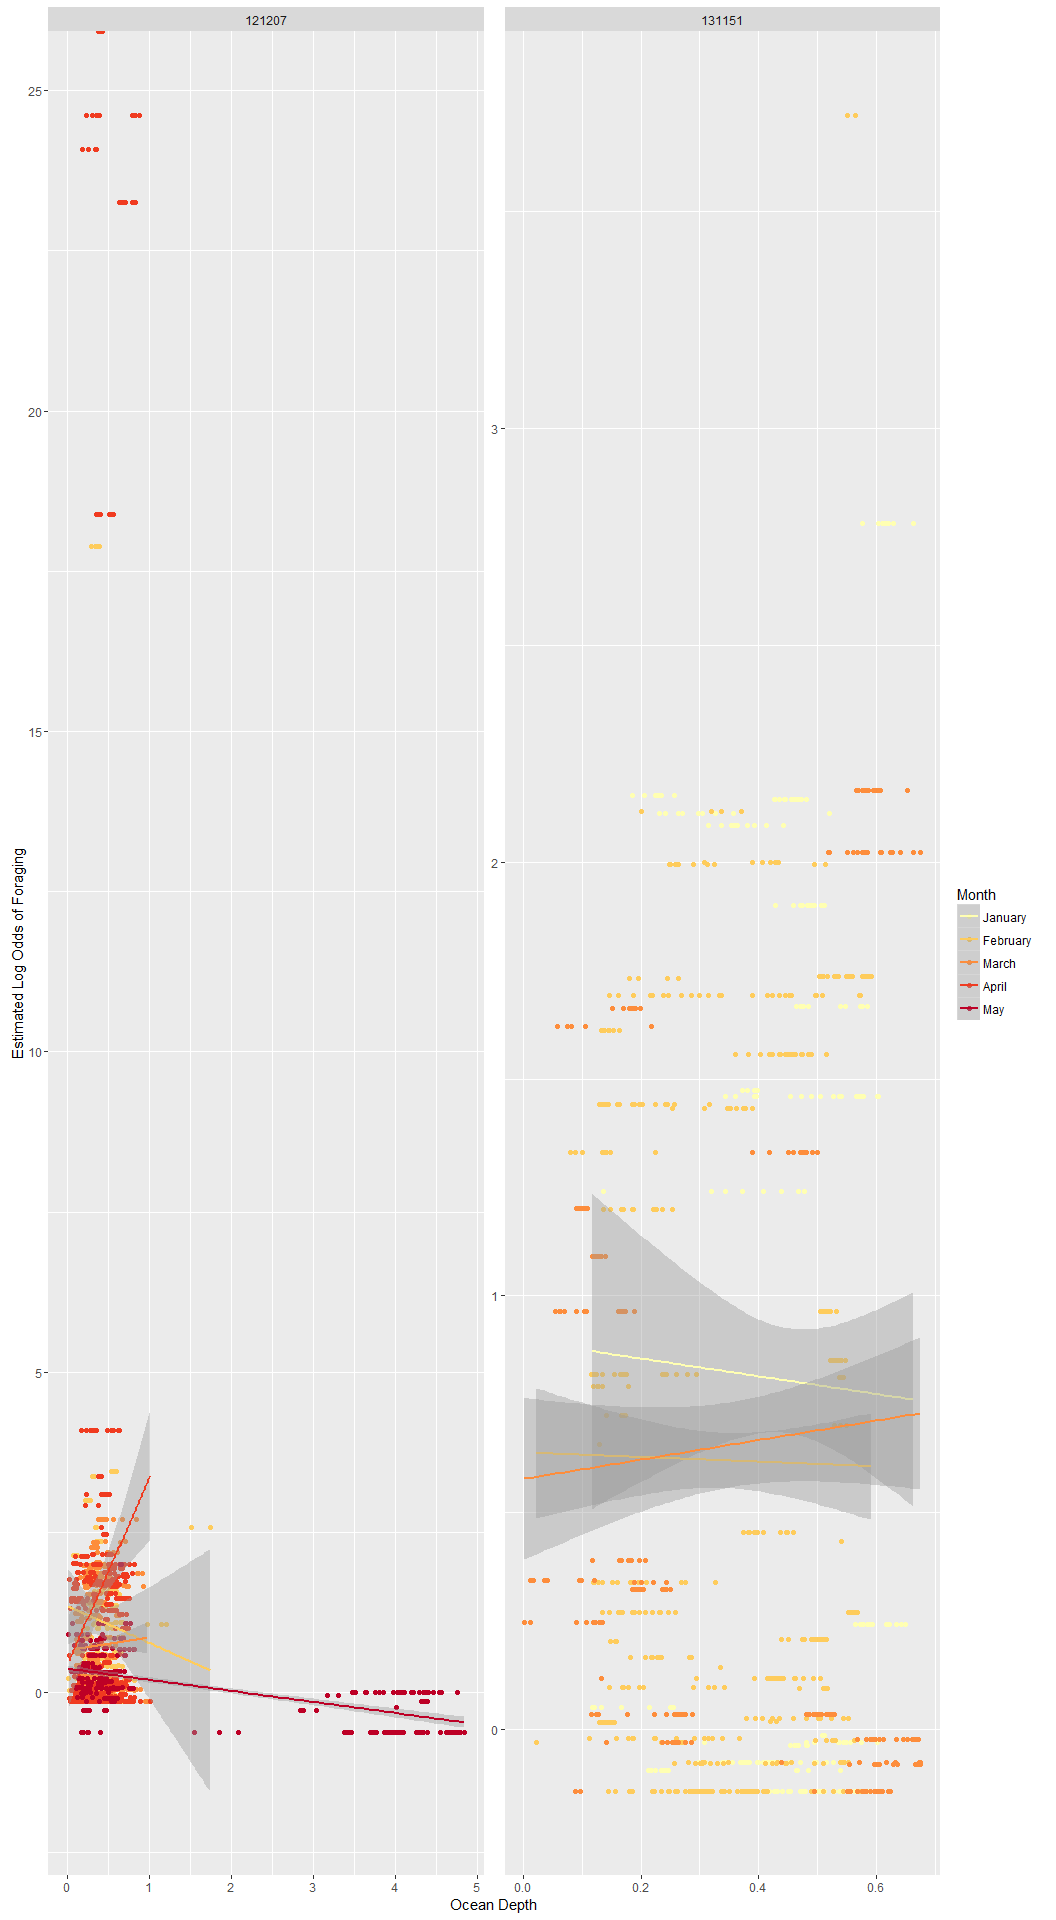 121207
131151
25
20
15
10
5
0
3
2
1
0
Estimated Log Odds of Foraging
Month
January
February
March
April
May
0 1 2 3 4 5
0.0 0.2 0.4 0.6
Ocean Depth